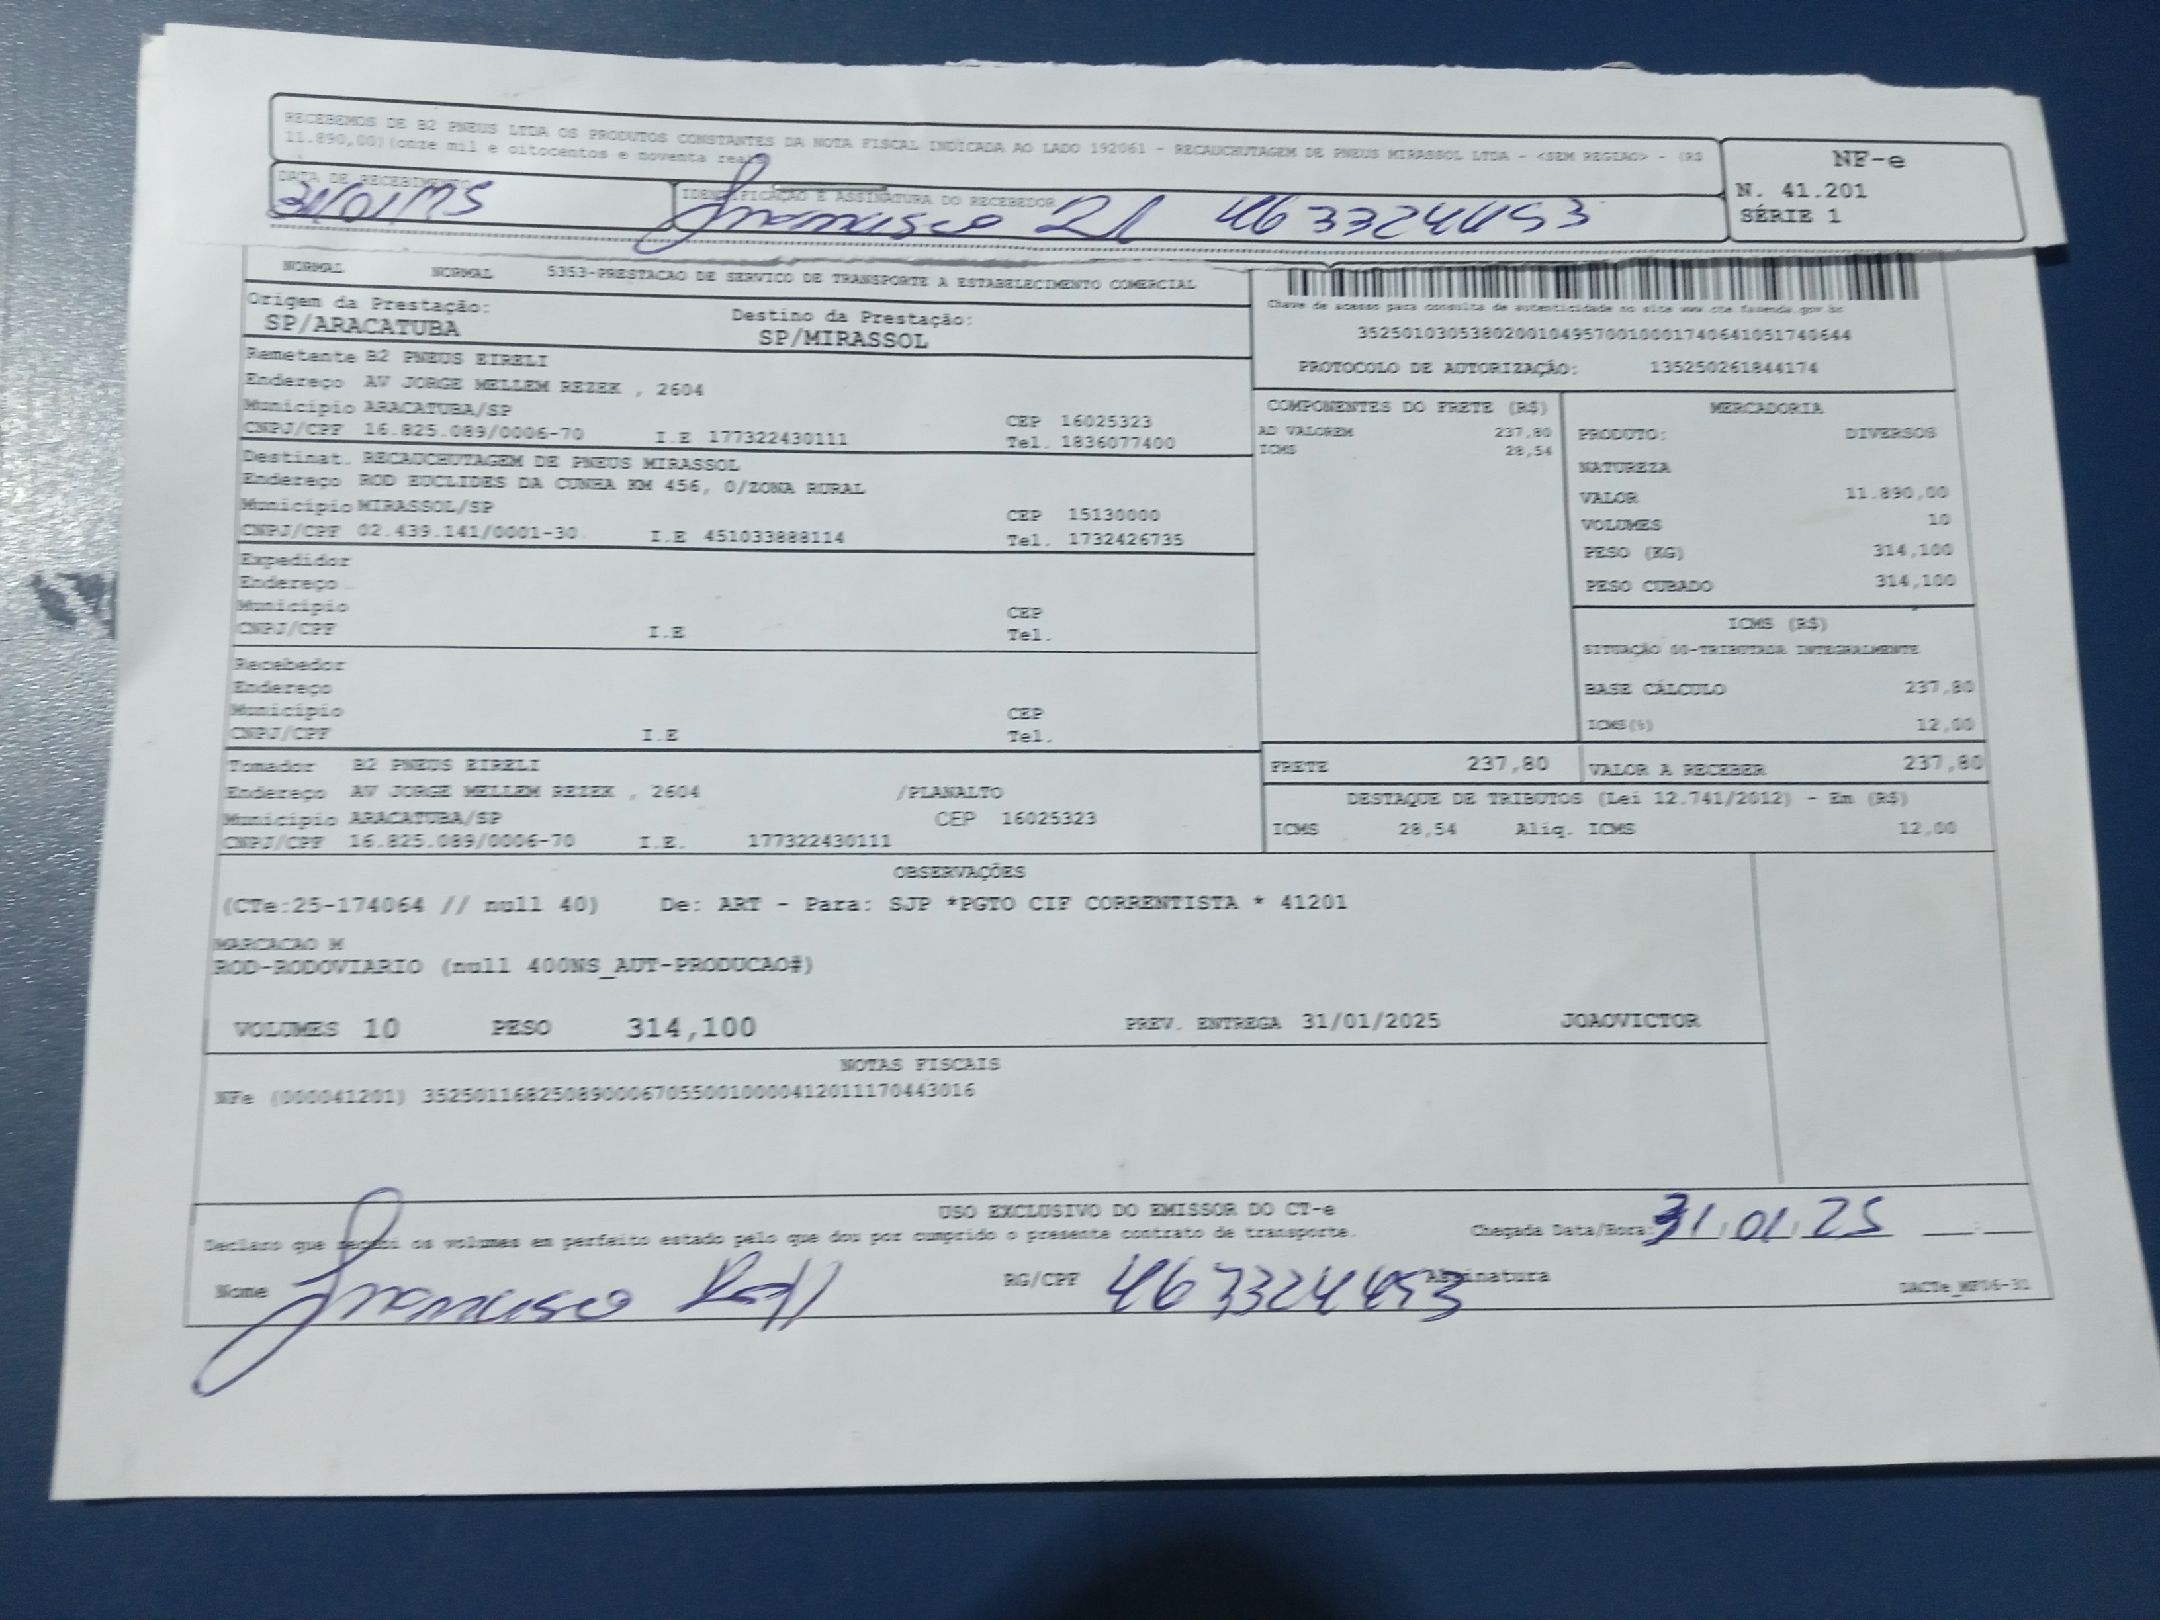 RECEBEMOS DE B2 PNEUS LTDA OS PRODUTOS CONSTANTES DA NOTA FISCAL INDICADA AO LADO 192061 - RECAUCHUTAGEM DE PNEUS MIRASSOL LTDA - <SEM REGIAO> - (R$
11.890,00)(onze mil e oitocentos e noventa reais)
NF-e
N. 41.201
SÉRIE 1
DATA DE RECEBIMENTO
IDENTIFICAÇÃO E ASSINATURA DO RECEBEDOR
Francisco
NORMAL NORMAL 5353-PRESTACAO DE SERVICO DE TRANSPORTE A ESTABELECIMENTO COMERCIAL
Origem da Prestação: Destino da Prestação:
SP/ARACATUBA SP/MIRASSOL
Chave de acesso para consulta de autenticidade no site www cte fazenda.gov.br
35250103053802001049570010001740641051740644
PROTOCOLO DE AUTORIZAÇÃO: 135250261844174
Remetente B2 PNEUS EIRELI
Endereço AV JORGE MELLEM REZEK , 2604
Município ARACATUBA/SP CEP 16025323
CNPJ/CPF 16.825.089/0006-70 I.E 177322430111 Tel. 1836077400
Destinat. RECAUCHUTAGEM DE PNEUS MIRASSOL
Endereço ROD EUCLIDES DA CUNHA KM 456, 0/ZONA RURAL
Município MIRASSOL/SP CEP 15130000
CNPJ/CPF 02.439.141/0001-30 I.E 451033888114 Tel. 1732426735
Expedidor
Endereço
Município CEP
CNPJ/CPF I.E Tel.
Recebedor
Endereço
Município CEP
CNPJ/CPF I.E Tel.
Tomador B2 PNEUS EIRELI
Endereço AV JORGE MELLEM REZEK , 2604 /PLANALTO
Município ARACATUBA/SP CEP 16025323
CNPJ/CPF 16.825.089/0006-70 I.E. 177322430111
COMPONENTES DO FRETE (R$)
AD VALOREM 237,80
ICMS 28,54
MERCADORIA
PRODUTO: DIVERSOS
NATUREZA
VALOR 11.890,00
VOLUMES 10
PESO (KG) 314,100
PESO CUBADO 314,100
ICMS (R$)
SITUAÇÃO 00-TRIBUTADA INTEGRALMENTE
BASE CÁLCULO 237,80
ICMS(%) 12,00
FRETE 237,80 VALOR A RECEBER 237,80
DESTAQUE DE TRIBUTOS (Lei 12.741/2012) - Em (R$)
ICMS 28,54 Aliq. ICMS 12,00
OBSERVAÇÕES
(CTe:25-174064 // null 40) De: ART - Para: SJP *PGTO CIF CORRENTISTA * 41201
MARCACAO M
ROD-RODOVIARIO (null 400NS_AUT-PRODUCAO#)
VOLUMES 10 PESO 314,100 PREV. ENTREGA 31/01/2025 JOAOVICTOR
NOTAS FISCAIS
NFe (000041201) 35250116825089000670550010000412011170443016
USO EXCLUSIVO DO EMISSOR DO CT-e
Declaro que recebi os volumes em perfeito estado pelo que dou por cumprido o presente contrato de transporte. Chegada Data/Hora: 31/01/25
Nome Francisco RG/CPF Assinatura
DACTe_MF06-31